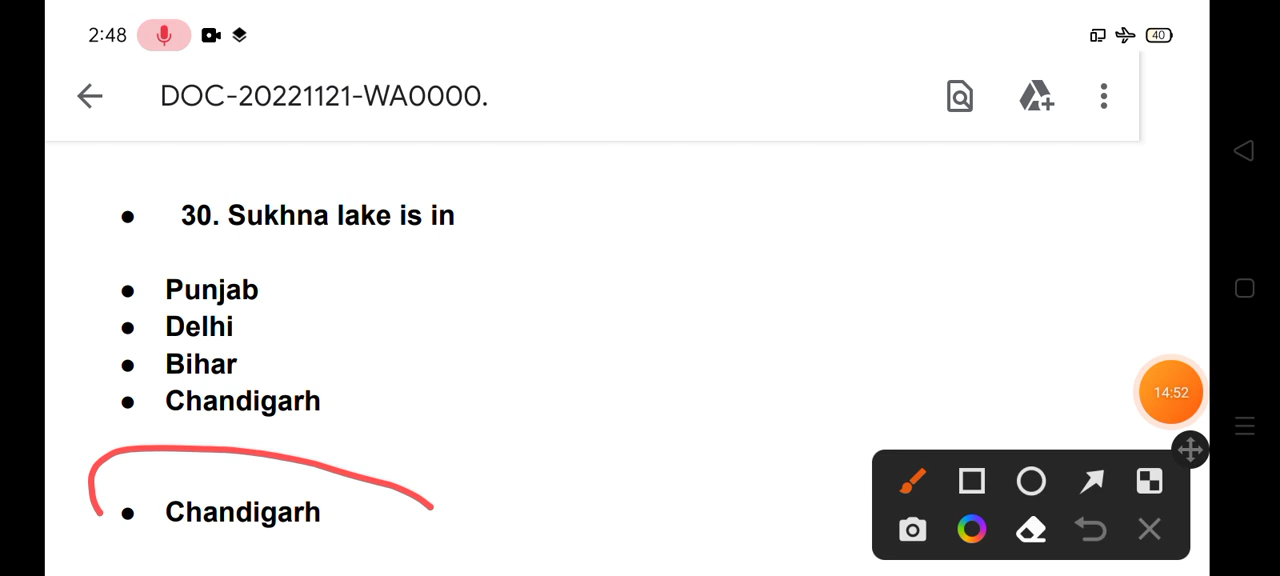 2:48
40
DOC-20221121-WA0000.
30. Sukhna lake is in
Punjab
Delhi
Bihar
Chandigarh
14:52
Chandigarh